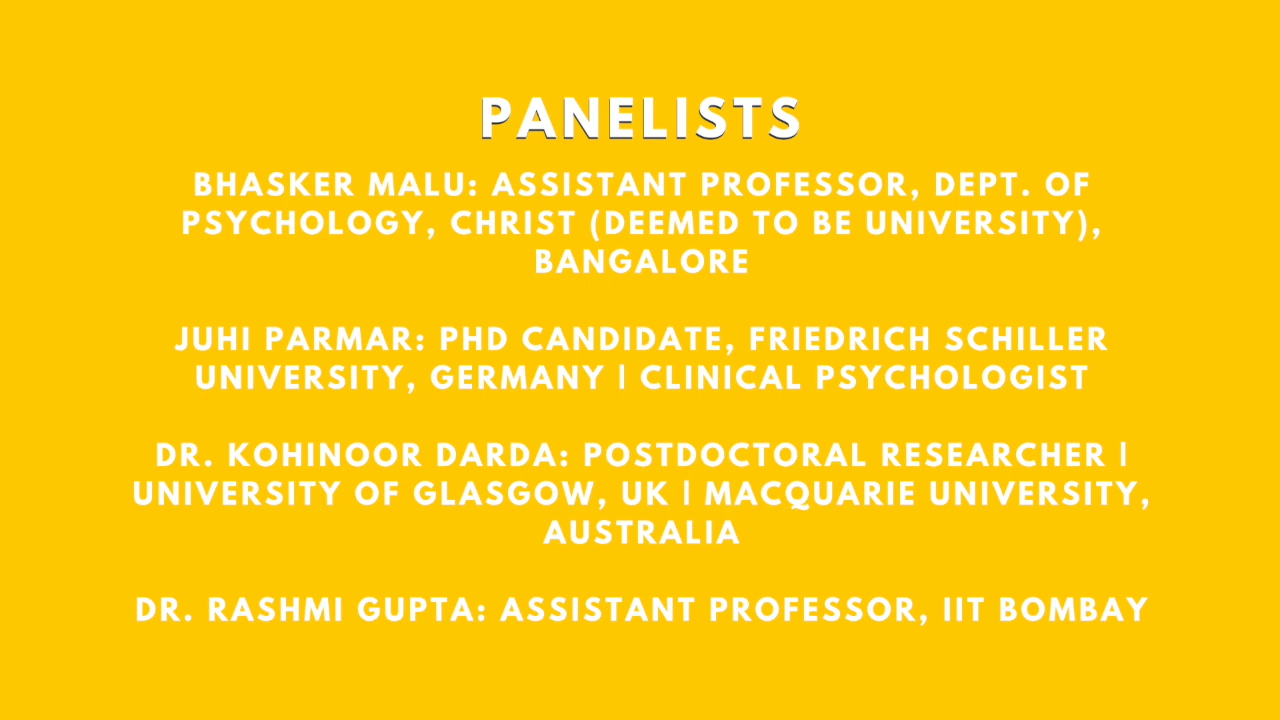 PANELISTS
BHASKER MALU: ASSISTANT PROFESSOR, DEPT. OF
PSYCHOLOGY, CHRIST (DEEMED TO BE UNIVERSITY),
BANGALORE
JUHI PARMAR: PHD CANDIDATE, FRIEDRICH SCHILLER
UNIVERSITY, GERMANY | CLINICAL PSYCHOLOGIST
DR. KOHINOOR DARDA: POSTDOCTORAL RESEARCHER |
UNIVERSITY OF GLASGOW, UK | MACQUARIE UNIVERSITY,
AUSTRALIA
DR. RASHMI GUPTA: ASSISTANT PROFESSOR, IIT BOMBAY